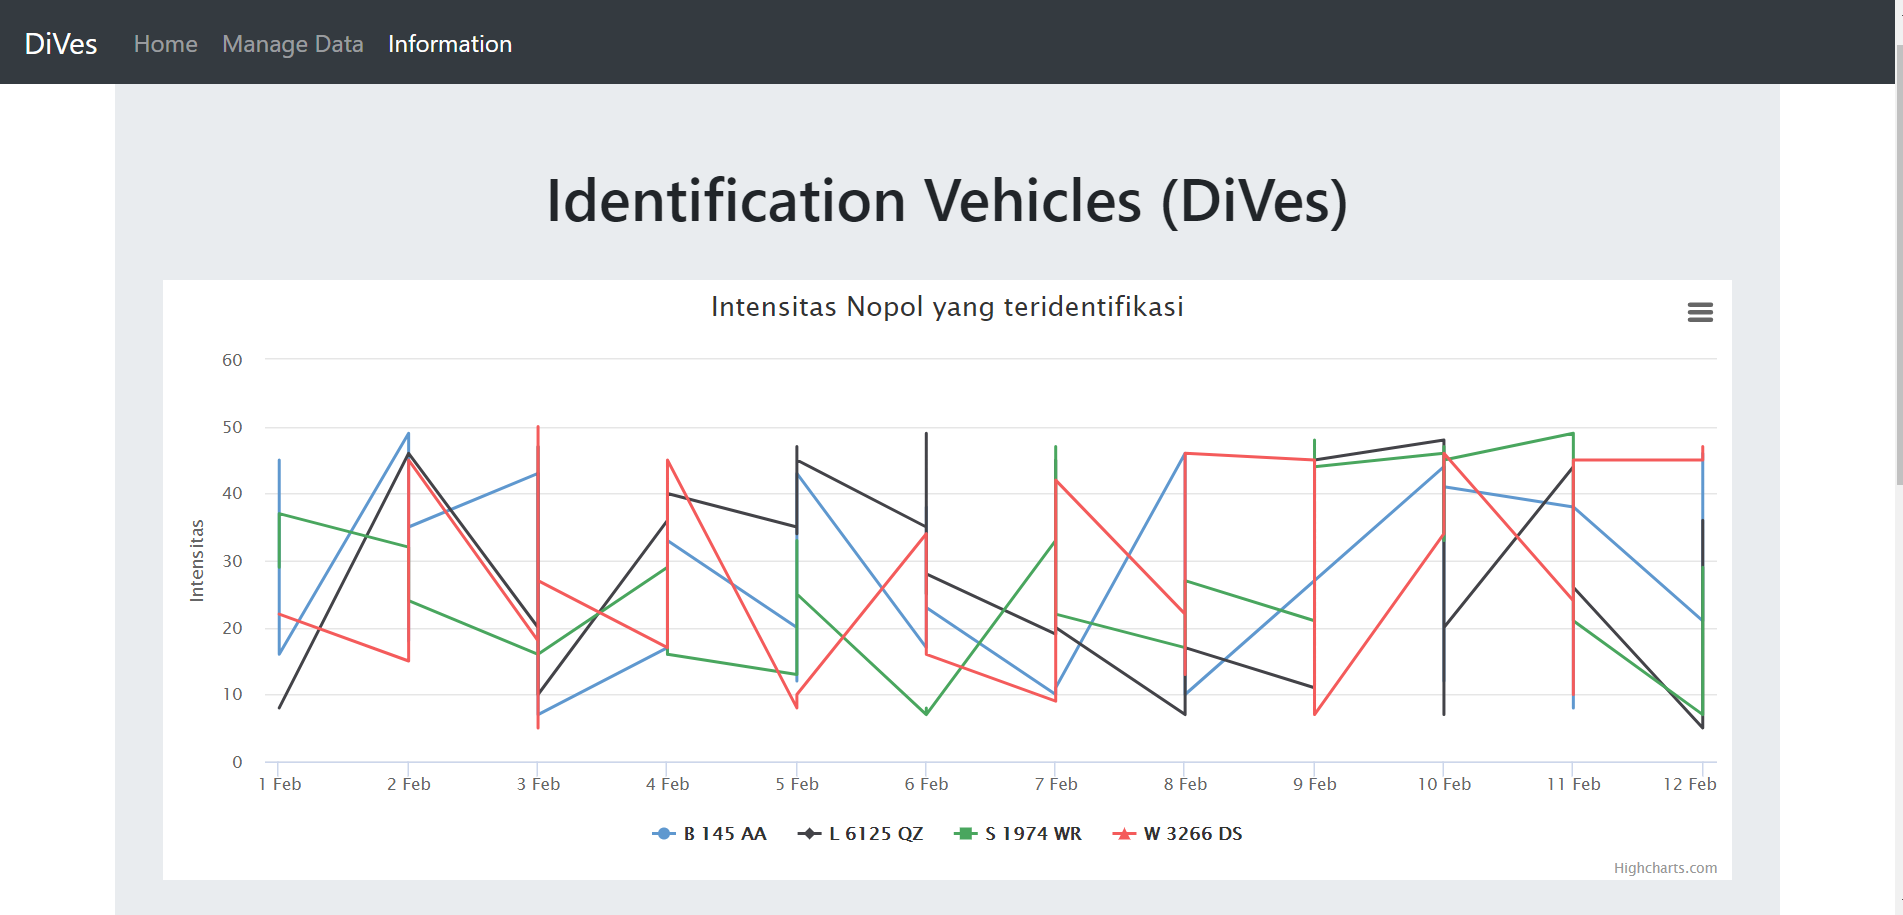 DiVes Home Manage Data Information
Identification Vehicles (DiVes)
Intensitas Nopol yang teridentifikasi
60
50
40
30
20
10
0
Intensitas
1 Feb 2 Feb 3 Feb 4 Feb 5 Feb 6 Feb 7 Feb 8 Feb 9 Feb 10 Feb 11 Feb 12 Feb
B 145 AA L 6125 QZ S 1974 WR W 3266 DS
Highcharts.com